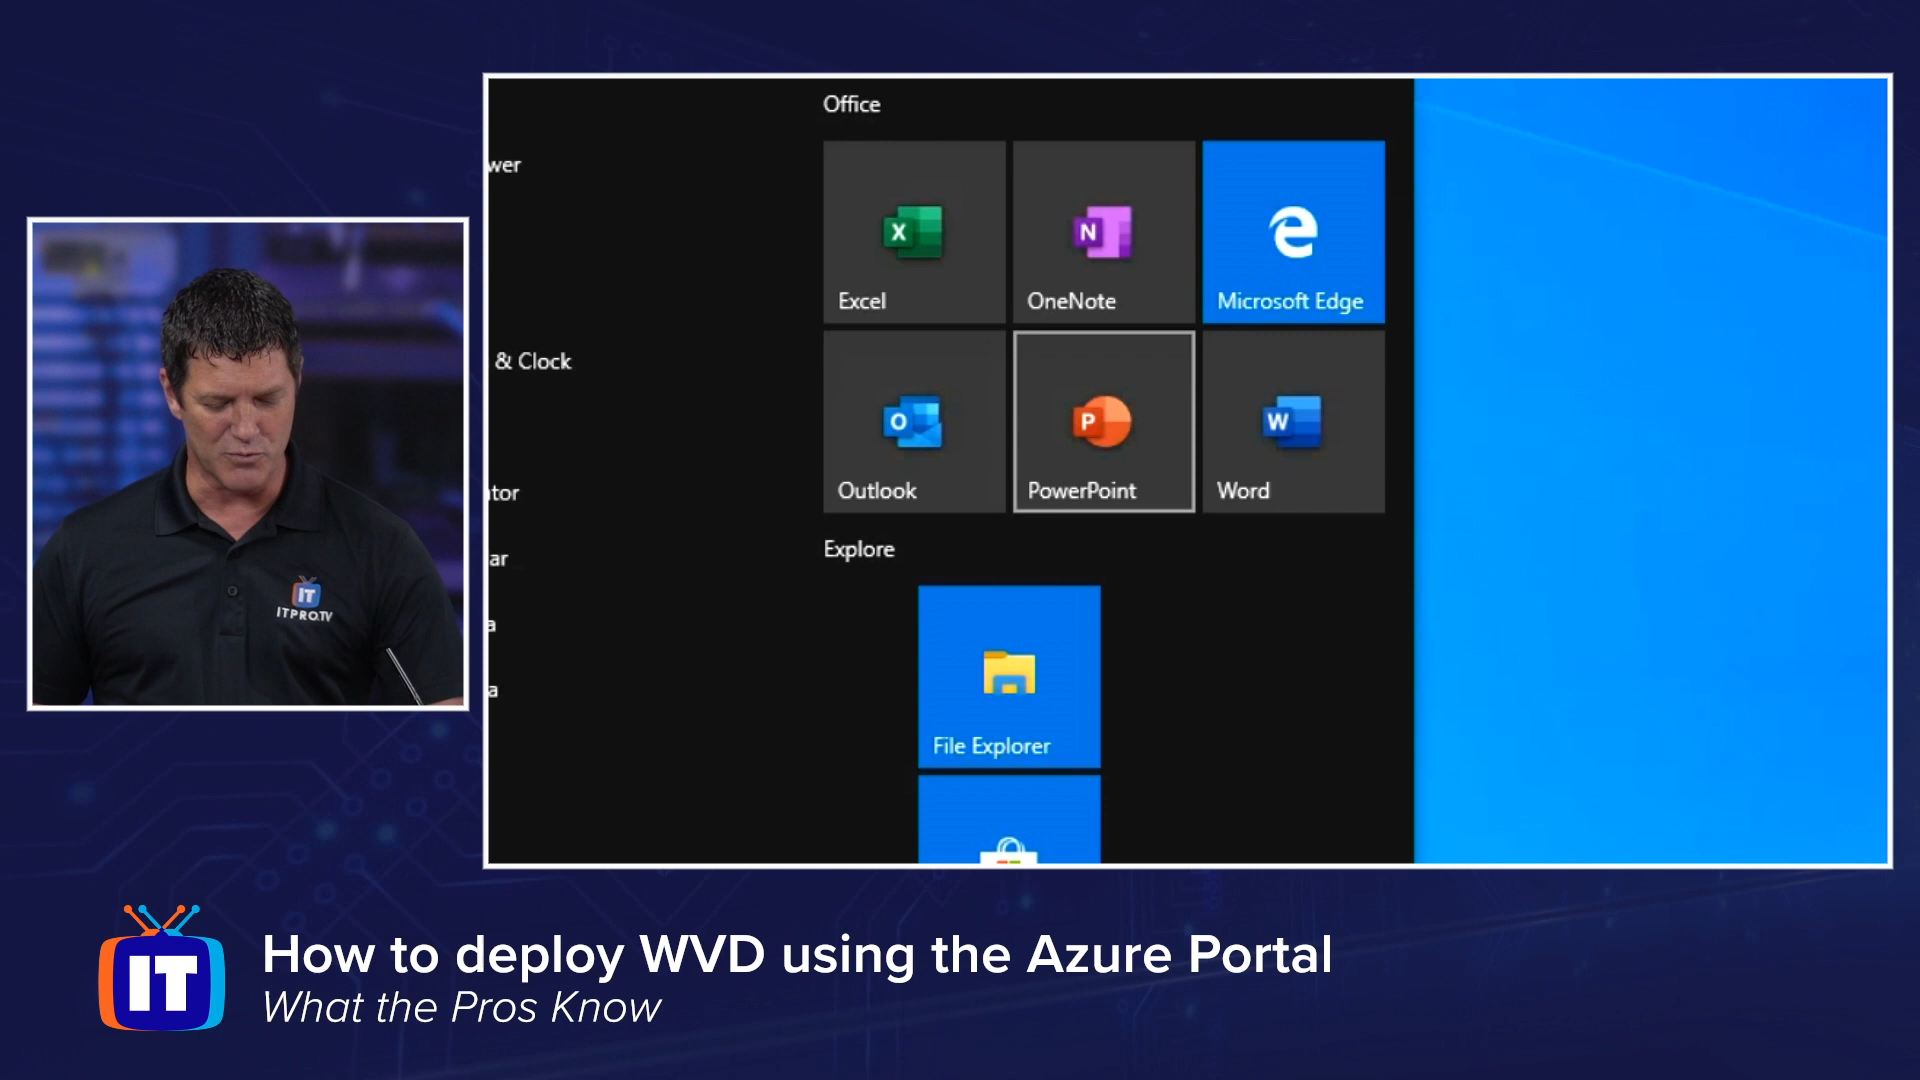 Office
wer
X
N
Excel
OneNote
Microsoft Edge
& Clock
O
P
W
tor
Outlook
PowerPoint
Word
ar
Explore
a
a
File Explorer
IT
ITPRO.TV
IT
How to deploy WVD using the Azure Portal
What the Pros Know